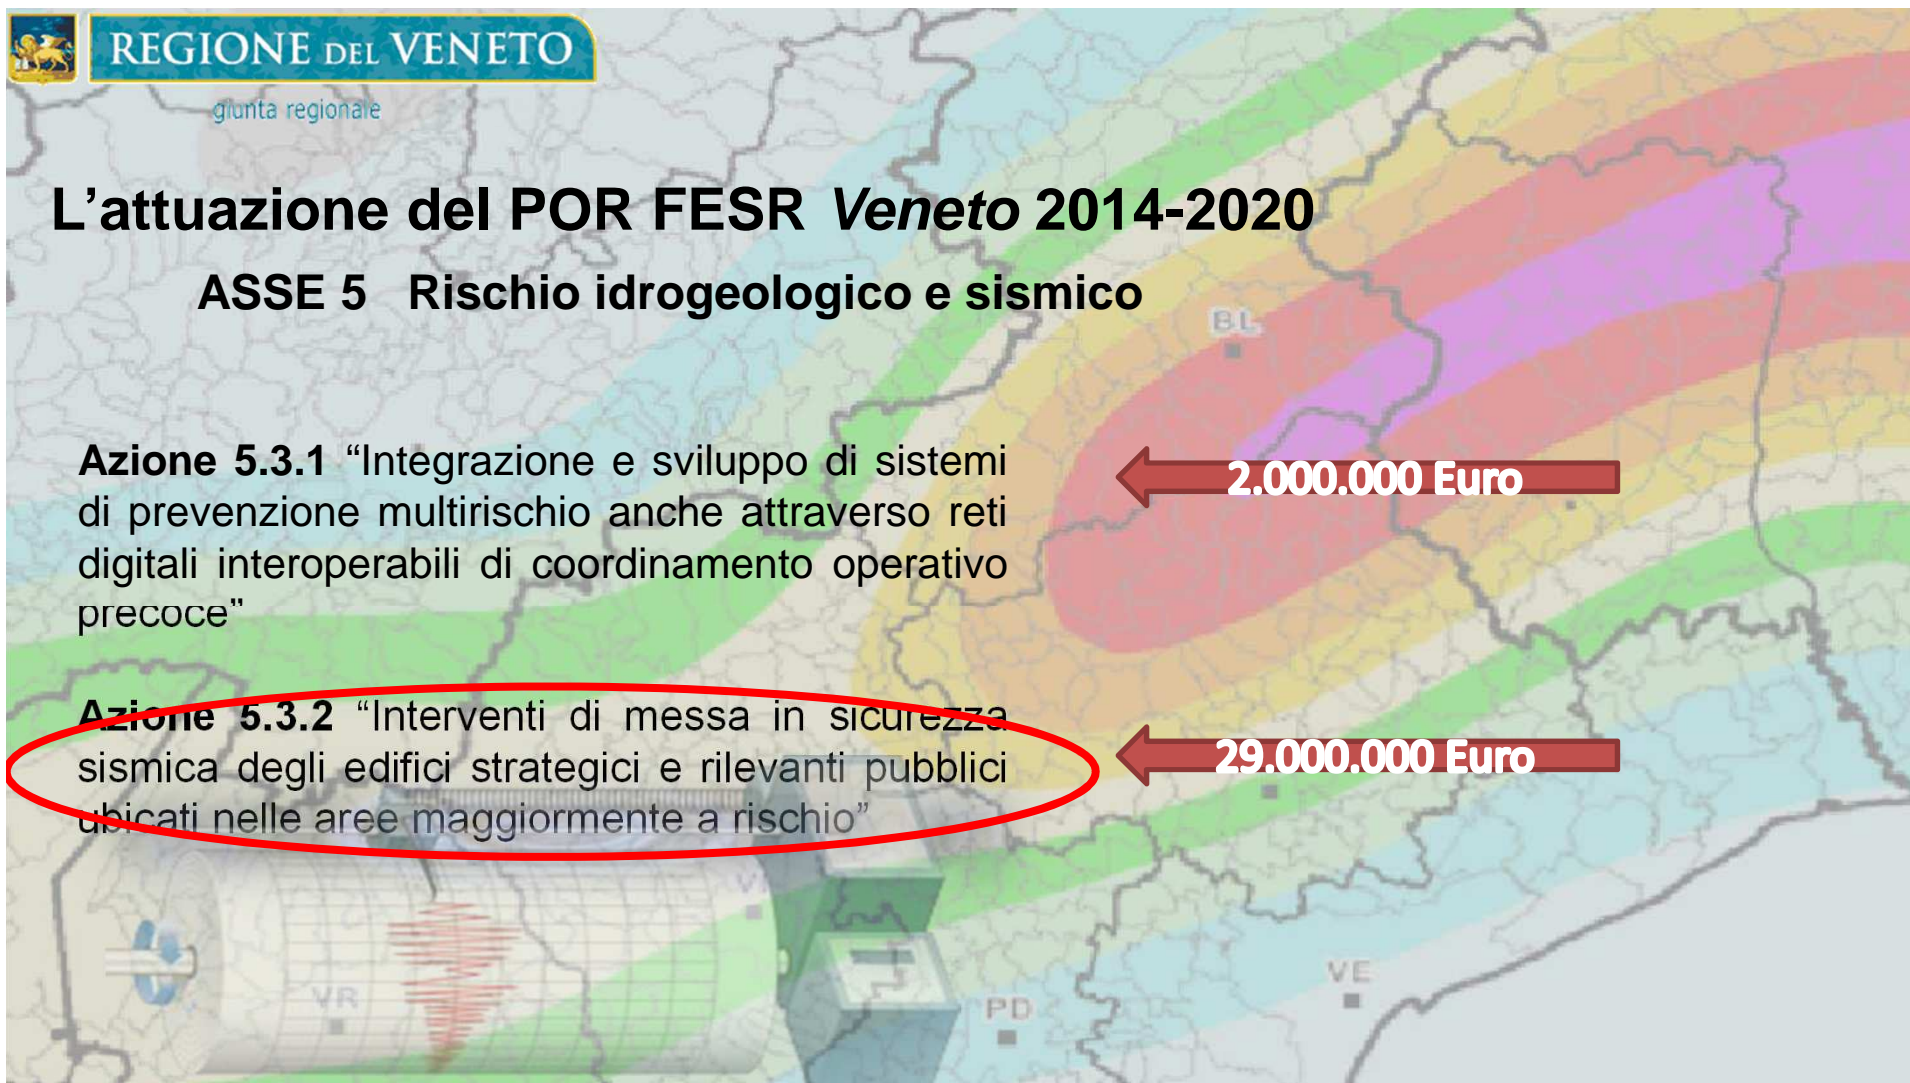 REGIONE DEL VENETO
giunta regionale
L’attuazione del POR FESR Veneto 2014-2020
ASSE 5 Rischio idrogeologico e sismico
BL
Azione 5.3.1 “Integrazione e sviluppo di sistemi
di prevenzione multirischio anche attraverso reti
digitali interoperabili di coordinamento operativo
precoce”
2.000.000 Euro
Azione 5.3.2 “Interventi di messa in sicurezza
sismica degli edifici strategici e rilevanti pubblici
ubicati nelle aree maggiormente a rischio”
29.000.000 Euro
VR
PD
VE